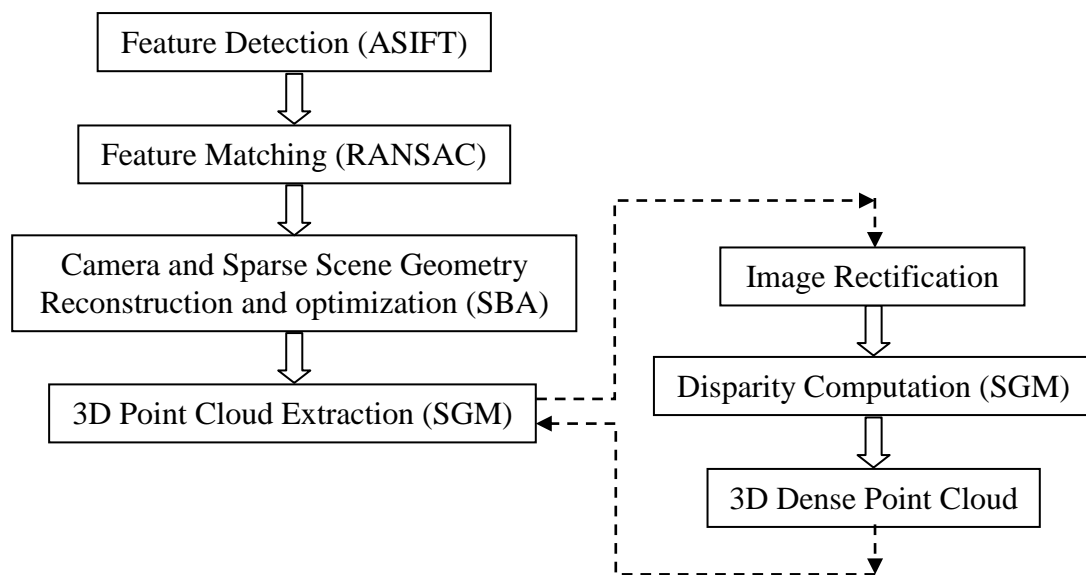 Feature Detection (ASIFT)
Feature Matching (RANSAC)
Camera and Sparse Scene Geometry
Reconstruction and optimization (SBA)
3D Point Cloud Extraction (SGM)
Image Rectification
Disparity Computation (SGM)
3D Dense Point Cloud